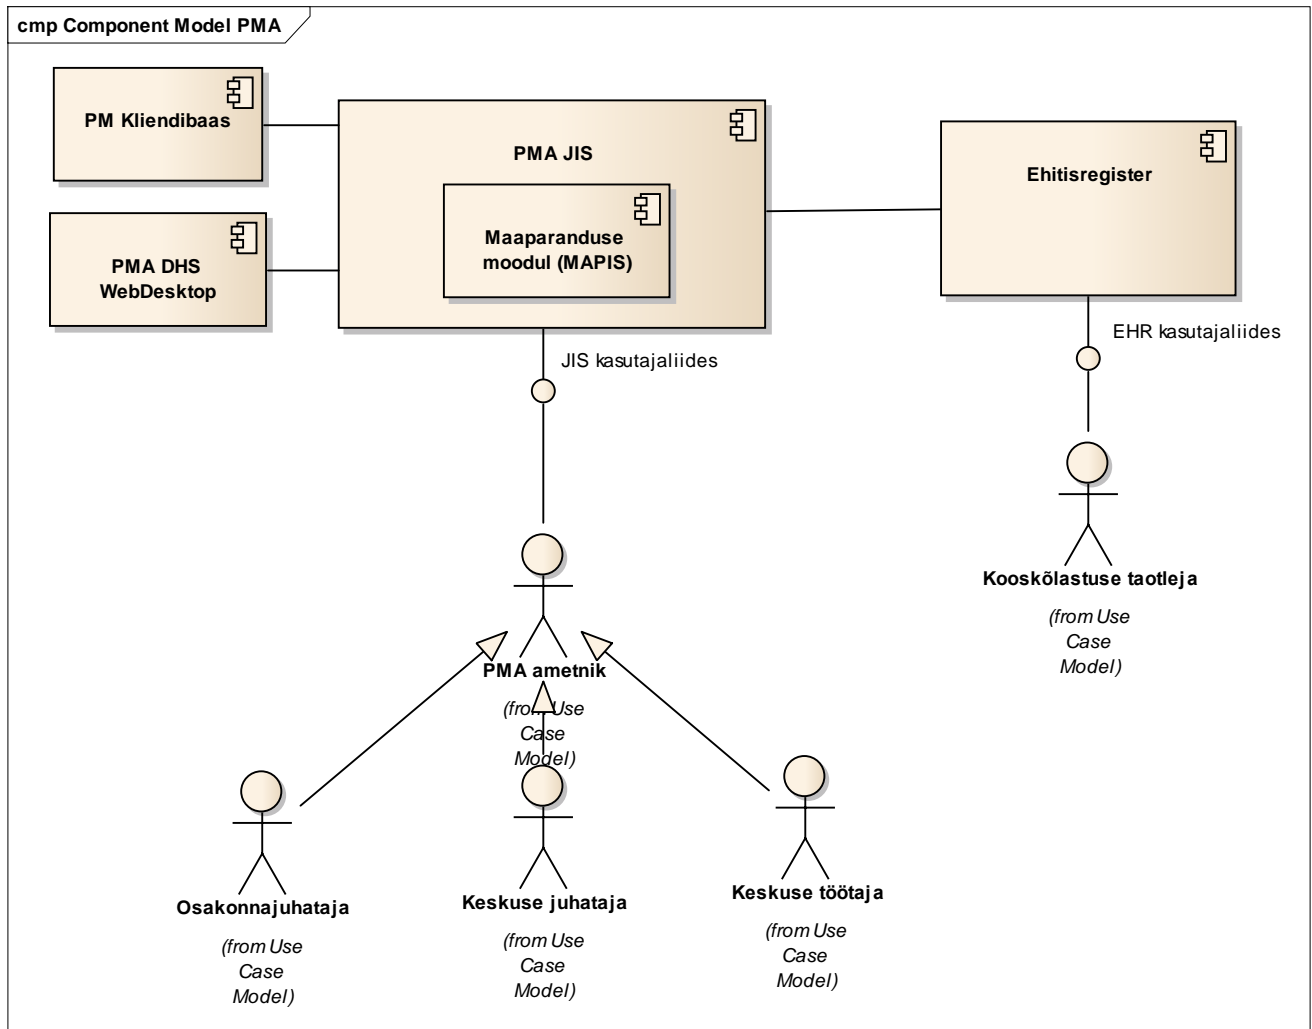 cmp Component Model PMA
PM Kliendibaas
PMA JIS
Ehitisregister
Maaparanduse
moodul (MAPIS)
PMA DHS
WebDesktop
JIS kasutajaliides
EHR kasutajaliides
Kooskõlastuse taotleja
(from Use
Case
Model)
PMA ametnik
(from Use
Case
Model)
Osakonnajuhataja
(from Use
Case
Model)
Keskuse juhataja
(from Use
Case
Model)
Keskuse töötaja
(from Use
Case
Model)